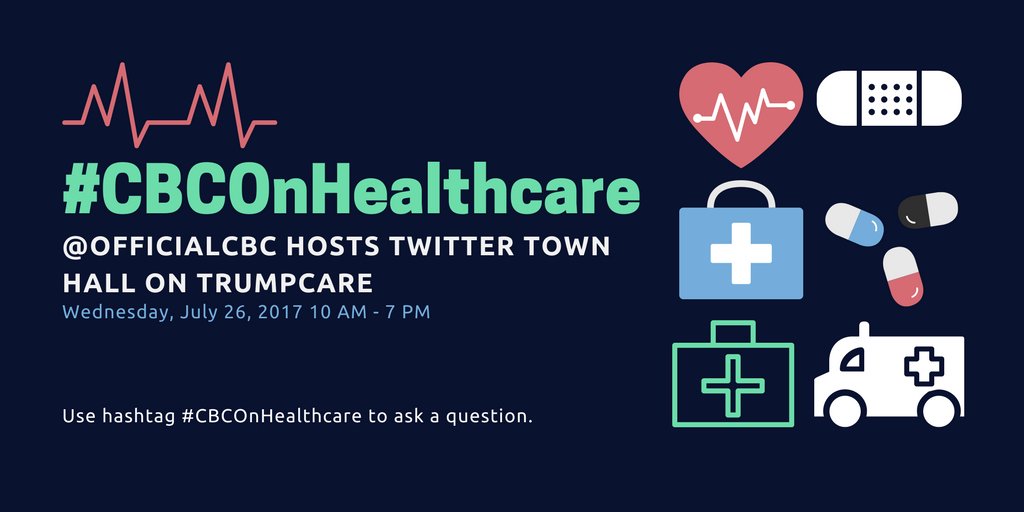 #CBCOnHealthcare
@OFFICIALCBC HOSTS TWITTER TOWN
HALL ON TRUMPCARE
Wednesday, July 26, 2017 10 AM - 7 PM
Use hashtag #CBCOnHealthcare to ask a question.